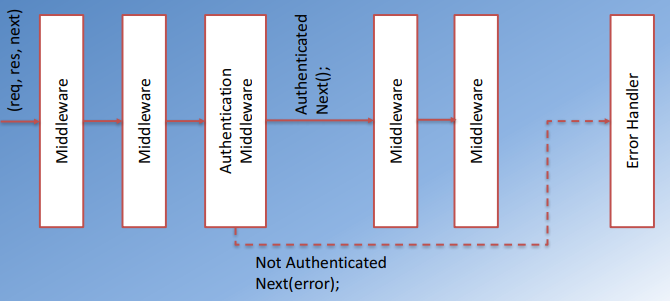 (req, res, next)
Middleware
Middleware
Authentication
Middleware
Authenticated
Next();
Middleware
Middleware
Error Handler
Not Authenticated
Next(error);